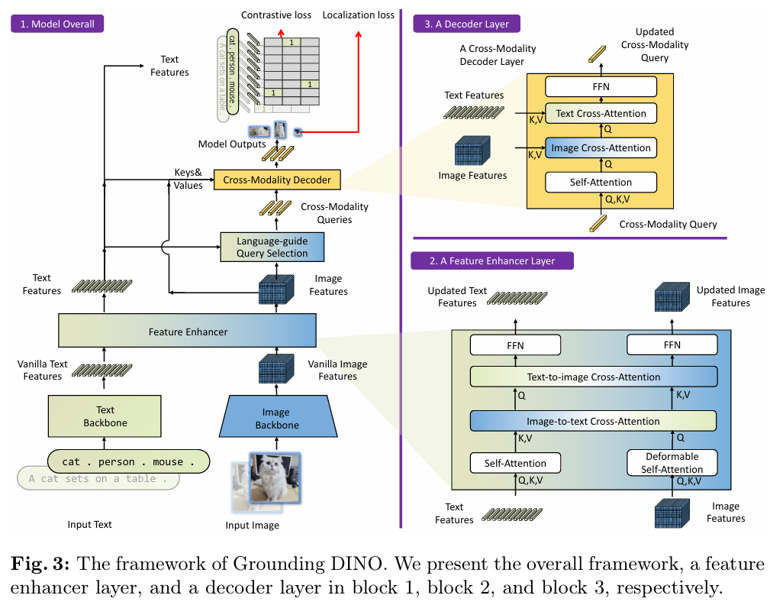 1. Model Overall
Contrastive loss
Localization loss
Text
Features
cat . person . mouse .
A cat sets on a table .
1
1
1
Model Outputs
Keys&
Values
Cross-Modality Decoder
Cross-Modality
Queries
Language-guide
Query Selection
Text
Features
Image
Features
Feature Enhancer
Vanilla Text
Features
Vanilla Image
Features
Text
Backbone
Image
Backbone
cat . person . mouse .
A cat sets on a table .
Input Text
Input Image
3. A Decoder Layer
A Cross-Modality
Decoder Layer
Updated
Cross-Modality
Query
FFN
Text Features
Text Cross-Attention
K,V
Q
Image Cross-Attention
K,V
Q
Image Features
Self-Attention
Q,K,V
Cross-Modality Query
2. A Feature Enhancer Layer
Updated Text
Features
Updated Image
Features
FFN
FFN
Text-to-image Cross-Attention
Q
K,V
Image-to-text Cross-Attention
K,V
Q
Self-Attention
Deformable
Self-Attention
Q,K,V
Q,K,V
Text
Features
Image
Features
Fig. 3: The framework of Grounding DINO. We present the overall framework, a feature
enhancer layer, and a decoder layer in block 1, block 2, and block 3, respectively.